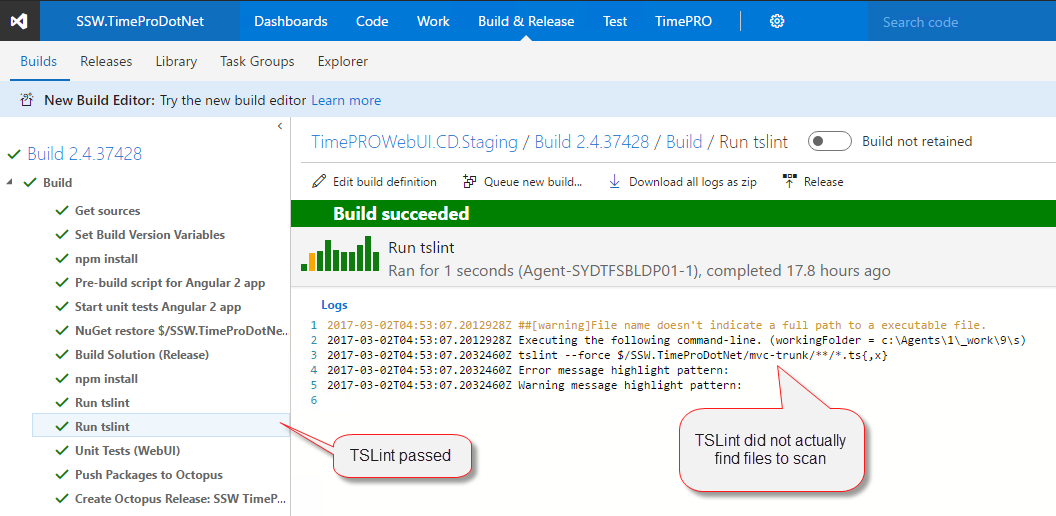 SSW.TimeProDotNet Dashboards Code Work Build & Release Test TimePRO Search code
Builds Releases Library Task Groups Explorer
New Build Editor: Try the new build editor Learn more
Build 2.4.37428
Build
Get sources
Set Build Version Variables
npm install
Pre-build script for Angular 2 app
Start unit tests Angular 2 app
NuGet restore $/SSW.TimeProDotNe...
Build Solution (Release)
npm install
Run tslint
Run tslint
Unit Tests (WebUI)
Push Packages to Octopus
Create Octopus Release: SSW TimeP...
TimePROWebUI.CD.Staging / Build 2.4.37428 / Build / Run tslint Build not retained
Edit build definition Queue new build... Download all logs as zip Release
Build succeeded
Run tslint
Ran for 1 seconds (Agent-SYDTFSBLDP01-1), completed 17.8 hours ago
Logs
1 2017-03-02T04:53:07.2012928Z ##[warning]File name doesn't indicate a full path to a executable file.
2 2017-03-02T04:53:07.2012928Z Executing the following command-line. (workingFolder = c:\Agents\1\_work\9\s)
3 2017-03-02T04:53:07.2032460Z tslint --force $/SSW.TimeProDotNet/mvc-trunk/**/*.ts{,x}
4 2017-03-02T04:53:07.2032460Z Error message highlight pattern:
5 2017-03-02T04:53:07.2032460Z Warning message highlight pattern:
6
TSLint passed
TSLint did not actually
find files to scan